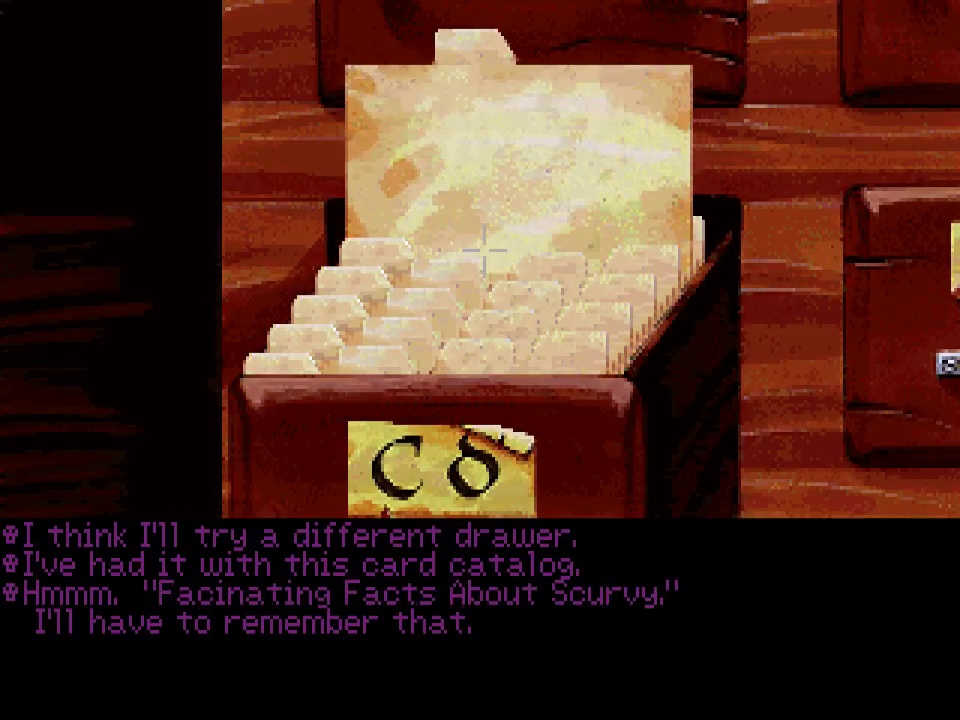 C &
I think I'll try a different drawer.
I've had it with this card catalog.
Hmmm. "Facinating Facts About Scurvy."
I'll have to remember that.